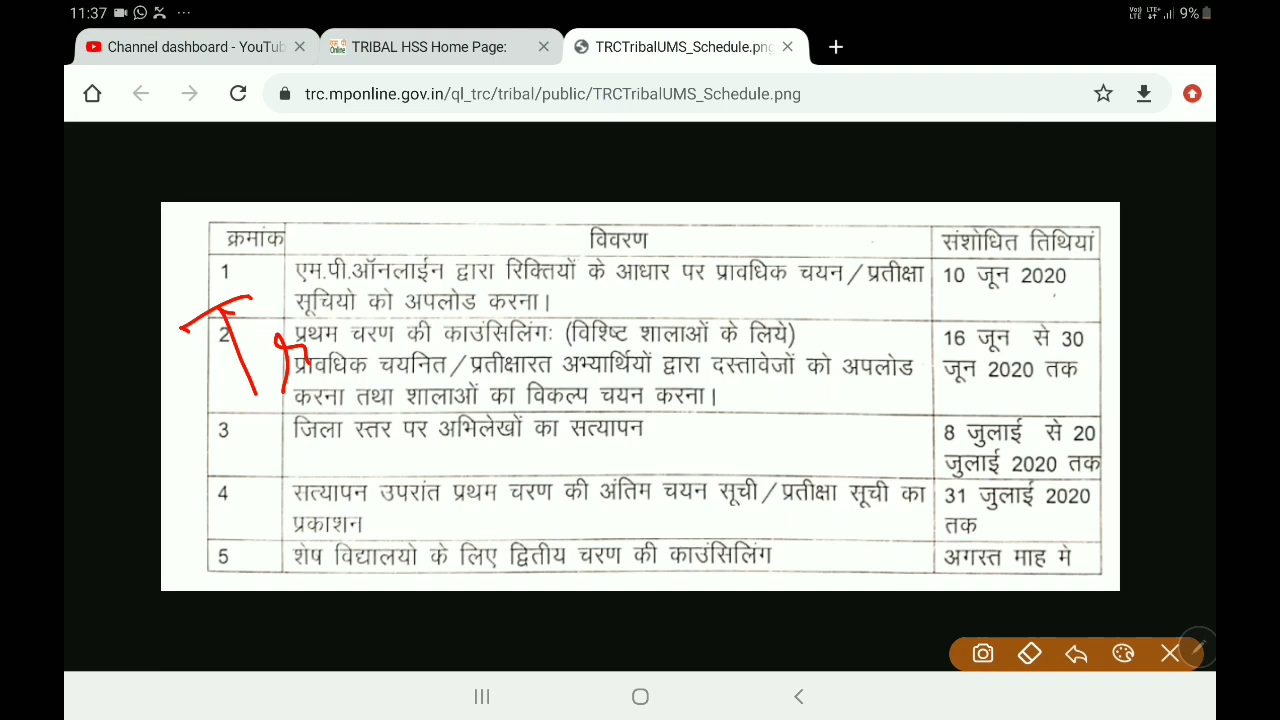 11:37
9%
Channel dashboard - YouTub
TRIBAL HSS Home Page:
TRCTribalUMS_Schedule.png
trc.mponline.gov.in/ql_trc/tribal/public/TRCTribalUMS_Schedule.png
क्रमांक विवरण संशोधित तिथियां
1 एम.पी.ऑनलाईन द्वारा रिक्तियों के आधार पर प्रावधिक चयन/प्रतीक्षा 10 जून 2020
सूचियो को अपलोड करना।
2 प्रथम चरण की काउंसिलिंगः (विशिष्ट शालाओं के लिये) 16 जून से 30
प्रावधिक चयनित/प्रतीक्षारत अभ्यार्थियों द्वारा दस्तावेजों को अपलोड जून 2020 तक
करना तथा शालाओं का विकल्प चयन करना।
3 जिला स्तर पर अभिलेखों का सत्यापन 8 जुलाई से 20
जुलाई 2020 तक
4 सत्यापन उपरांत प्रथम चरण की अंतिम चयन सूची/प्रतीक्षा सूची का 31 जुलाई 2020
प्रकाशन तक
5 शेष विद्यालयो के लिए द्वितीय चरण की काउंसिलिंग अगस्त माह मे